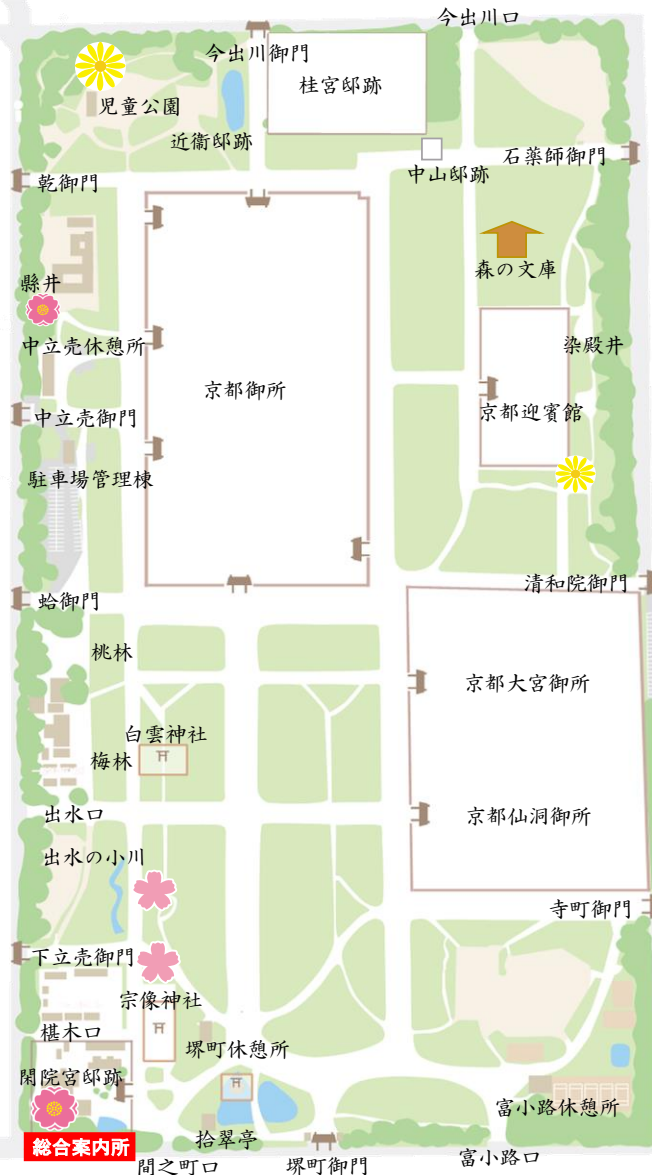 今出川口
今出川御門
桂宮邸跡
児童公園
近衛邸跡
石薬師御門
中山邸跡
乾御門
森の文庫
縣井
中立売休憩所
染殿井
京都御所
中立売御門
京都迎賓館
駐車場管理棟
清和院御門
蛤御門
桃林
京都大宮御所
白雲神社
梅林
出水口
京都仙洞御所
出水の小川
寺町御門
下立売御門
宗像神社
椹木口
堺町休憩所
閑院宮邸跡
富小路休憩所
総合案内所
拾翠亭
間之町口
堺町御門
富小路口